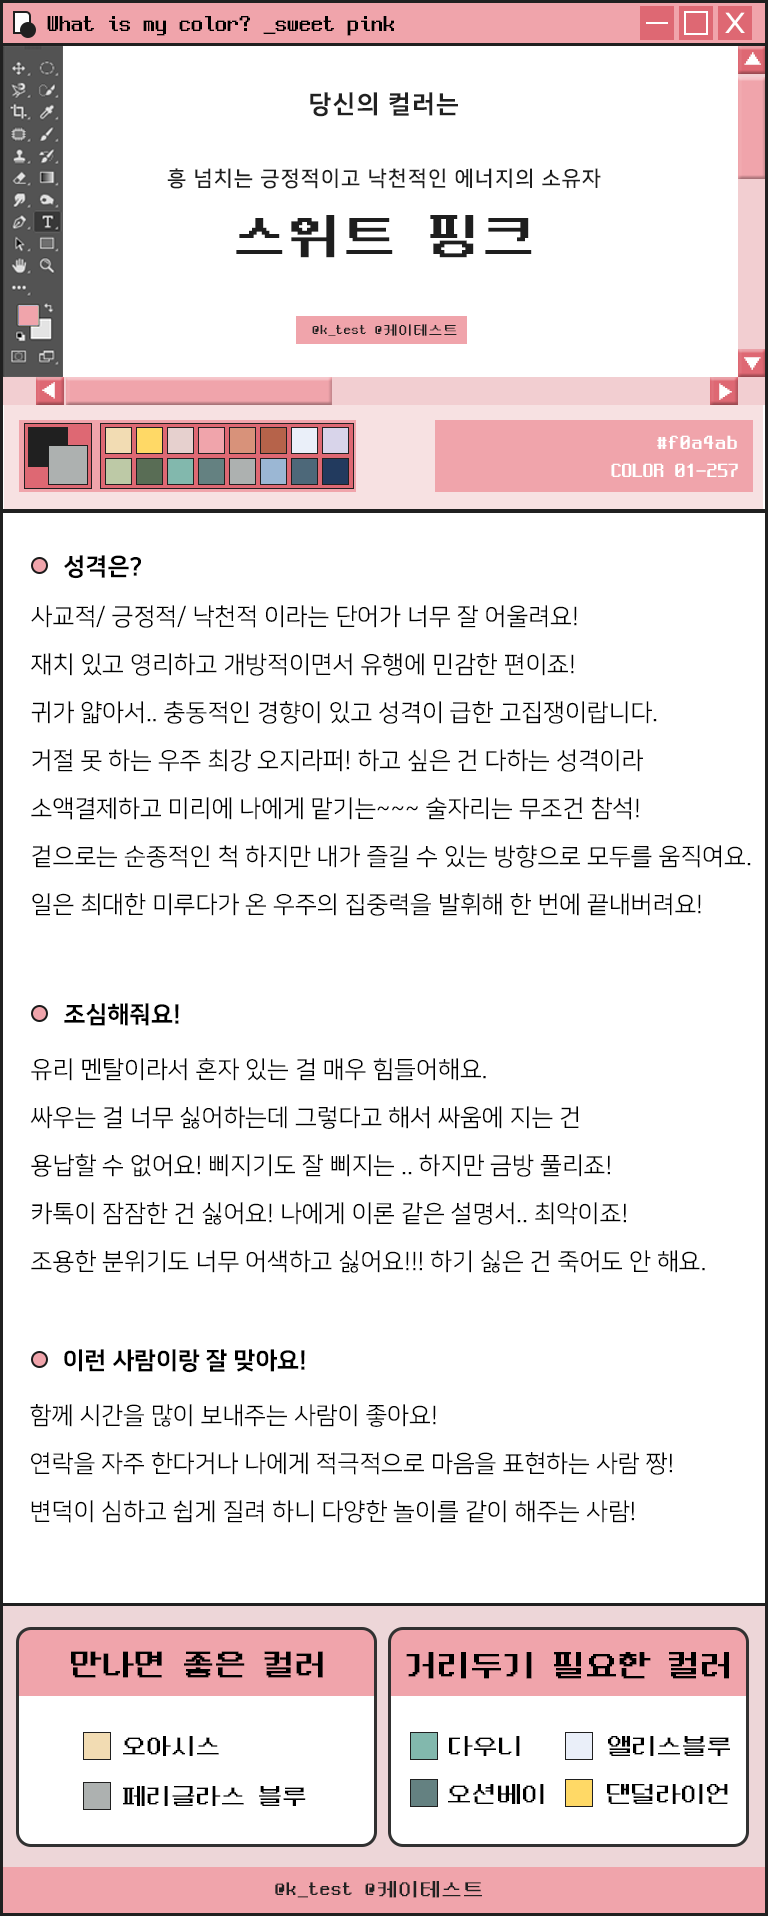 What is my color? _sweet pink
당신의 컬러는
흥 넘치는 긍정적이고 낙천적인 에너지의 소유자
스위트 핑크
@k_test @케이테스트
#f0a4ab
COLOR 01-257
성격은?
사교적/ 긍정적/ 낙천적 이라는 단어가 너무 잘 어울려요!
재치 있고 영리하고 개방적이면서 유행에 민감한 편이죠!
귀가 얇아서.. 충동적인 경향이 있고 성격이 급한 고집쟁이랍니다.
거절 못 하는 우주 최강 오지라퍼! 하고 싶은 건 다하는 성격이라
소액결제하고 미리에 나에게 맡기는~~~ 술자리는 무조건 참석!
겉으로는 순종적인 척 하지만 내가 즐길 수 있는 방향으로 모두를 움직여요.
일은 최대한 미루다가 온 우주의 집중력을 발휘해 한 번에 끝내버려요!
조심해줘요!
유리 멘탈이라서 혼자 있는 걸 매우 힘들어해요.
싸우는 걸 너무 싫어하는데 그렇다고 해서 싸움에 지는 건
용납할 수 없어요! 삐지기도 잘 삐지는 .. 하지만 금방 풀리죠!
카톡이 잠잠한 건 싫어요! 나에게 이론 같은 설명서.. 최악이죠!
조용한 분위기도 너무 어색하고 싫어요!!! 하기 싫은 건 죽어도 안 해요.
이런 사람이랑 잘 맞아요!
함께 시간을 많이 보내주는 사람이 좋아요!
연락을 자주 한다거나 나에게 적극적으로 마음을 표현하는 사람 짱!
변덕이 심하고 쉽게 질려 하니 다양한 놀이를 같이 해주는 사람!
만나면 좋은 컬러
오아시스
페리글라스 블루
거리두기 필요한 컬러
다우니 앨리스블루
오션베이 댄덜라이언
@k_test @케이테스트